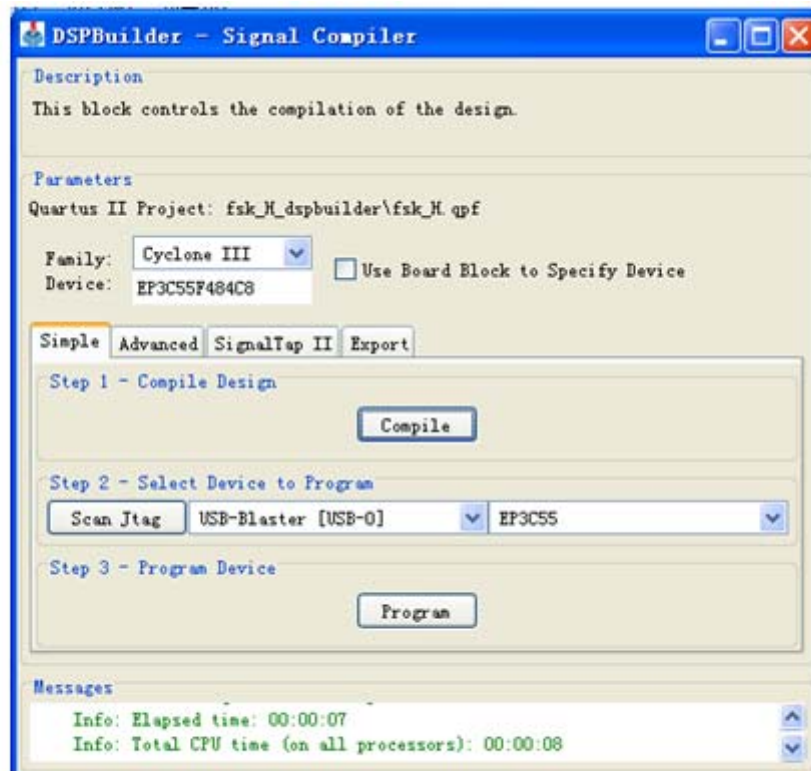 DSPBuilder - Signal Compiler
Description
This block controls the compilation of the design.
Parameters
Quartus II Project: fsk_M_dspbuilder\fsk_M.qpf
Family: Cyclone III
Use Board Block to Specify Device
Device: EP3C55F484C8
Simple Advanced SignalTap II Export
Step 1 - Compile Design
Compile
Step 2 - Select Device to Program
Scan Jtag USB-Blaster [USB-0] EP3C55
Step 3 - Program Device
Program
Messages
Info: Elapsed time: 00:00:07
Info: Total CPU time (on all processors): 00:00:08